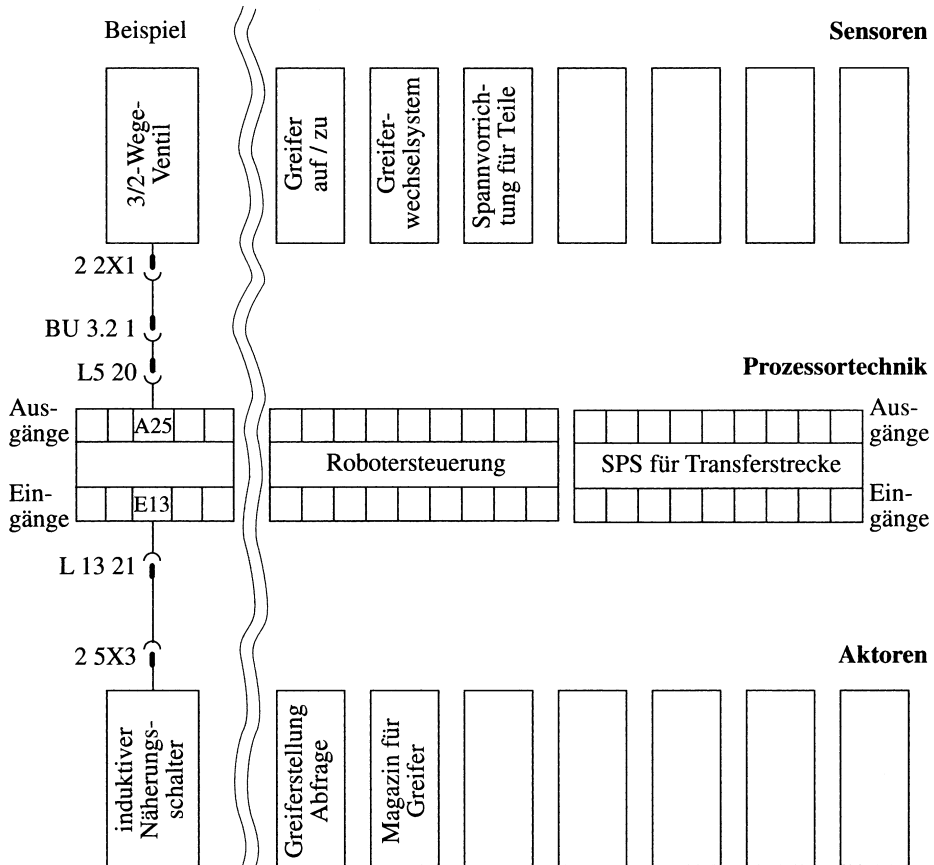 Beispiel
Sensoren
3/2-Wege-
Ventil
Greifer
auf / zu
Greifer-
wechselsystem
Spannvorrich-
tung für Teile
2 2X1
BU 3.2 1
L5 20
Prozessortechnik
Aus-
gänge
A25
Aus-
gänge
Robotersteuerung
SPS für Transferstrecke
Ein-
gänge
E13
Ein-
gänge
L 13 21
2 5X3
Aktoren
induktiver
Näherungs-
schalter
Greiferstellung
Abfrage
Magazin für
Greifer